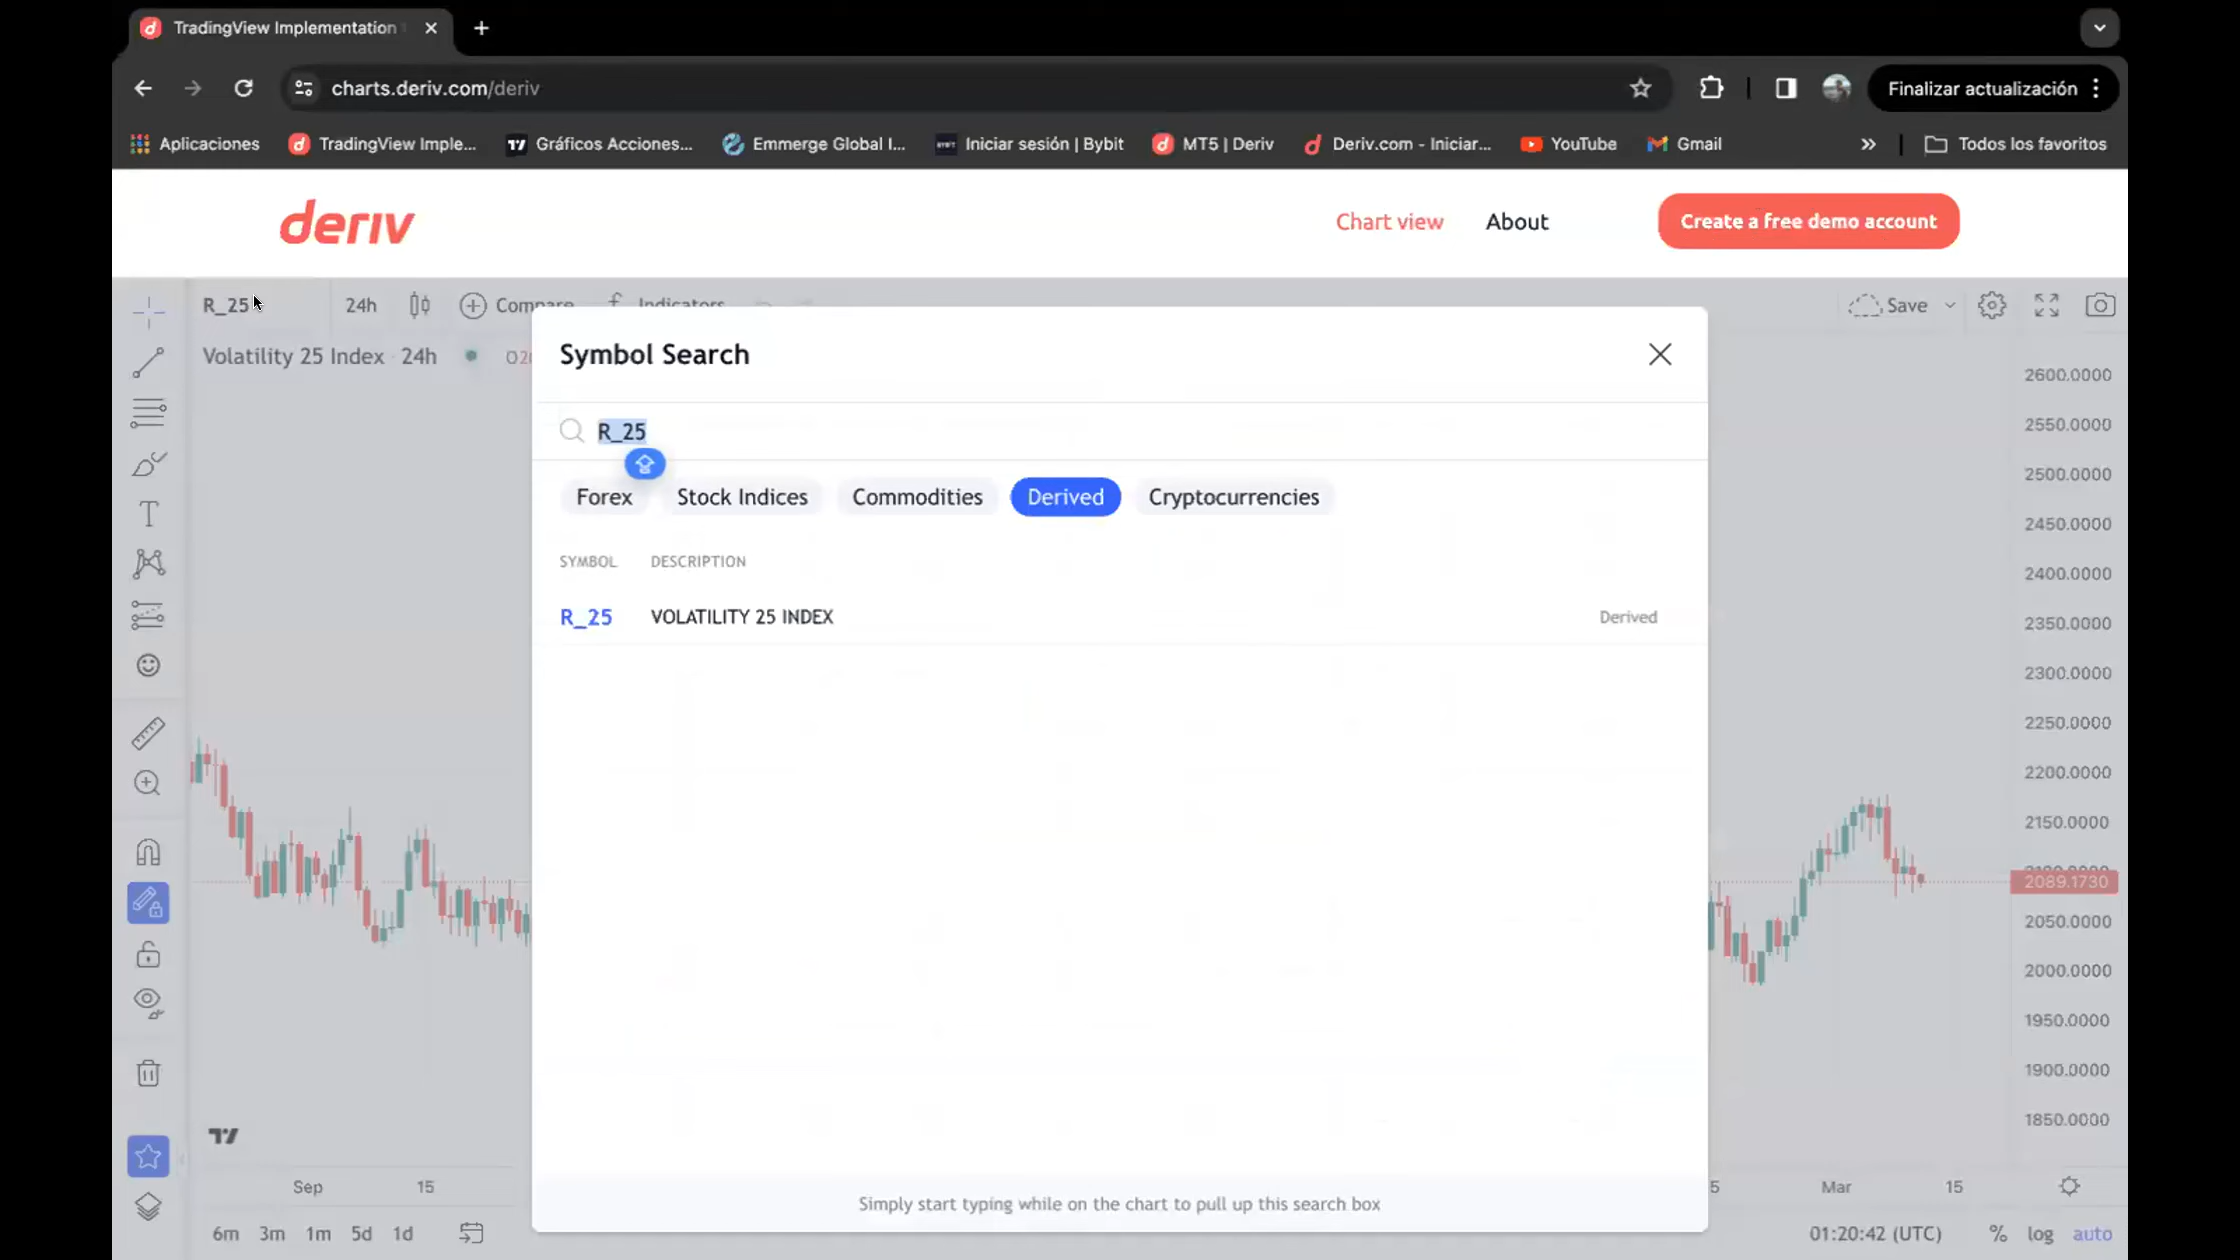 TradingView Implementation
charts.deriv.com/deriv
Finalizar actualización
Aplicaciones
TradingView Imple...
Gráficos Acciones...
Emmerge Global I...
Iniciar sesión | Bybit
MT5 | Deriv
Deriv.com - Iniciar...
YouTube
Gmail
»
Todos los favoritos
deriv
Chart view
About
Create a free demo account
R_25
24h
Compare
Indicators
Save
Volatility 25 Index · 24h
Symbol Search
R_25
Forex
Stock Indices
Commodities
Derived
Cryptocurrencies
SYMBOL
DESCRIPTION
R_25
VOLATILITY 25 INDEX
Derived
Simply start typing while on the chart to pull up this search box
2600.0000
2550.0000
2500.0000
2450.0000
2400.0000
2350.0000
2300.0000
2250.0000
2200.0000
2150.0000
2089.1730
2050.0000
2000.0000
1950.0000
1900.0000
1850.0000
Sep
15
5
Mar
15
6m
3m
1m
5d
1d
01:20:42 (UTC)
%
log
auto